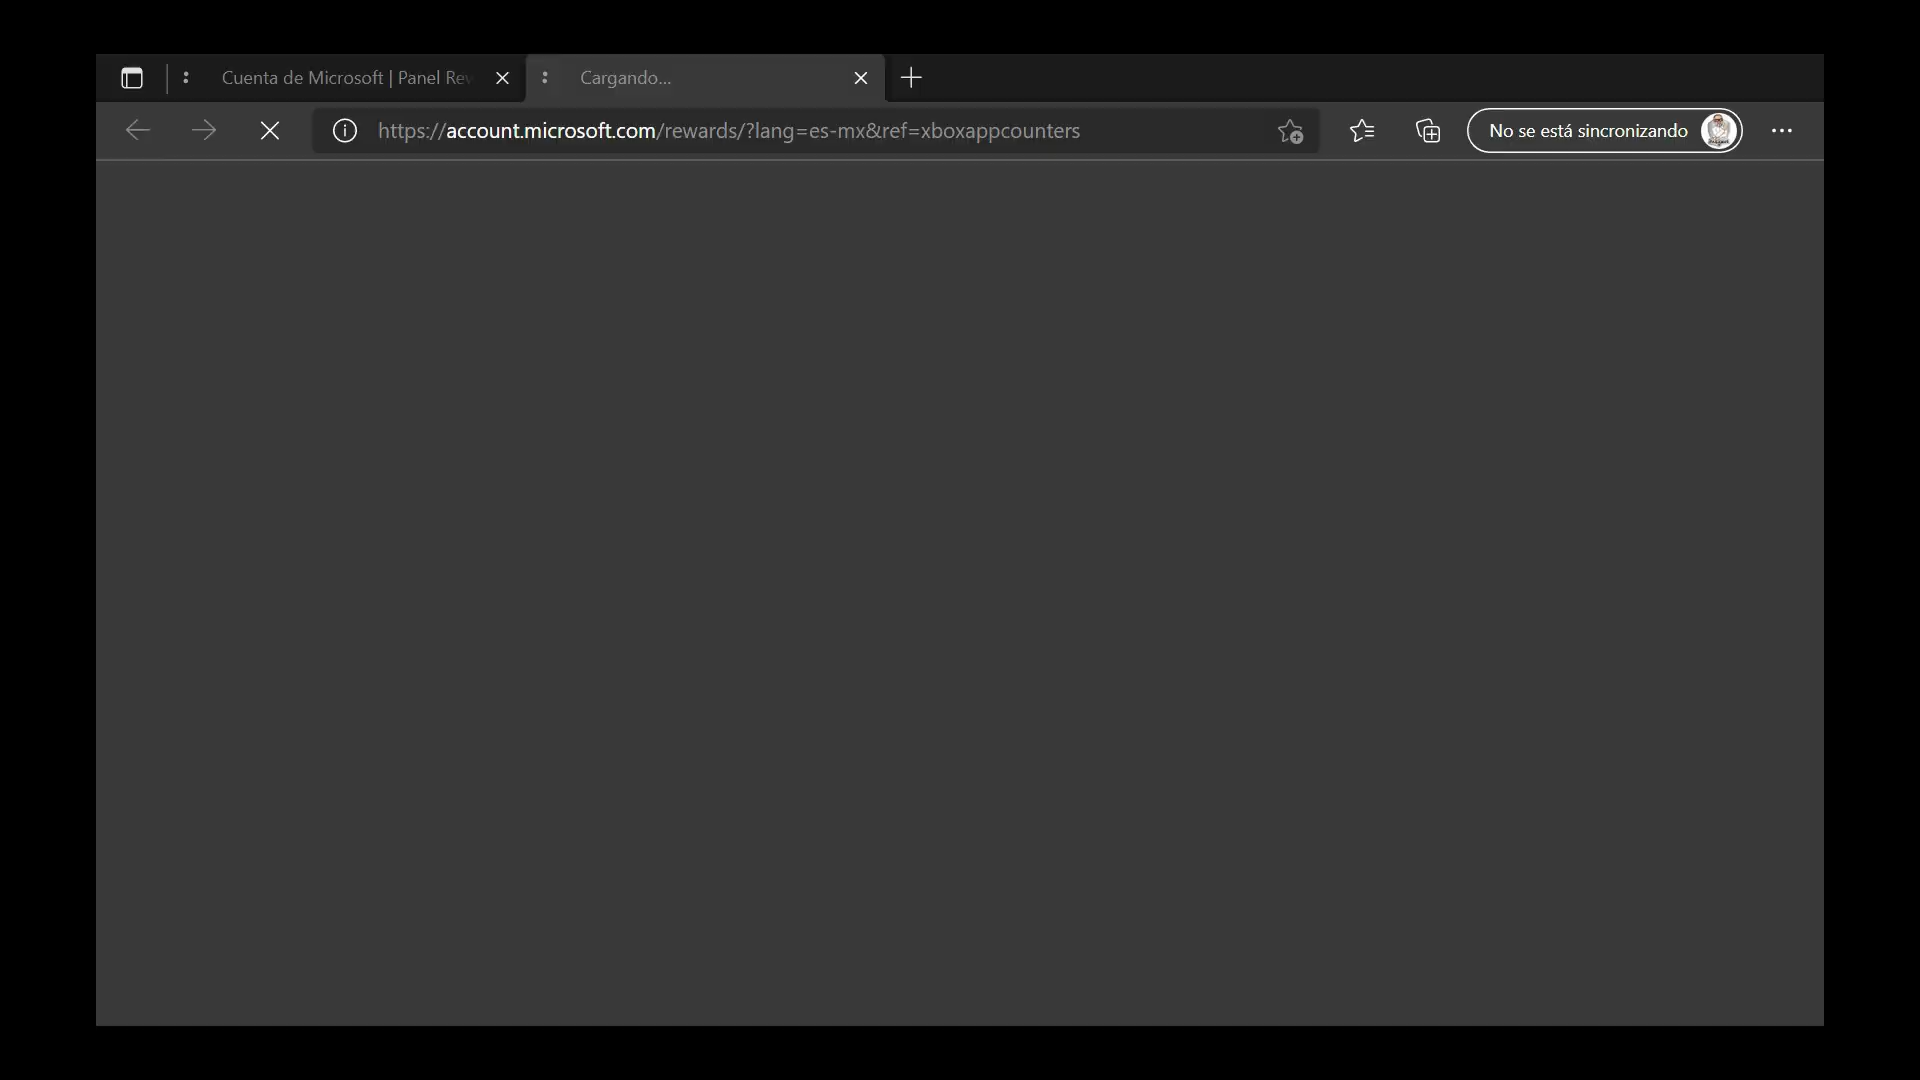 Cuenta de Microsoft | Panel Rew
Cargando...
https://account.microsoft.com/rewards/?lang=es-mx&ref=xboxappcounters
No se está sincronizando